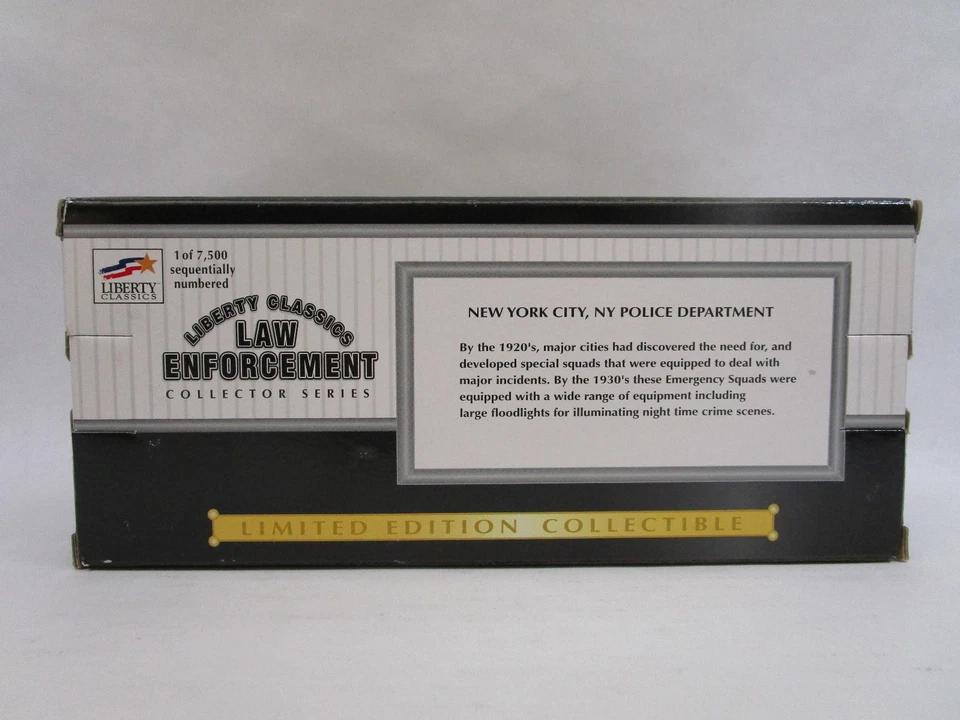 LIBERTY
CLASSICS
1 of 7,500
sequentially
numbered
LIBERTY CLASSICS
LAW
ENFORCEMENT
COLLECTOR SERIES
NEW YORK CITY, NY POLICE DEPARTMENT
By the 1920's, major cities had discovered the need for, and
developed special squads that were equipped to deal with
major incidents. By the 1930's these Emergency Squads were
equipped with a wide range of equipment including
large floodlights for illuminating night time crime scenes.
LIMITED EDITION COLLECTIBLE